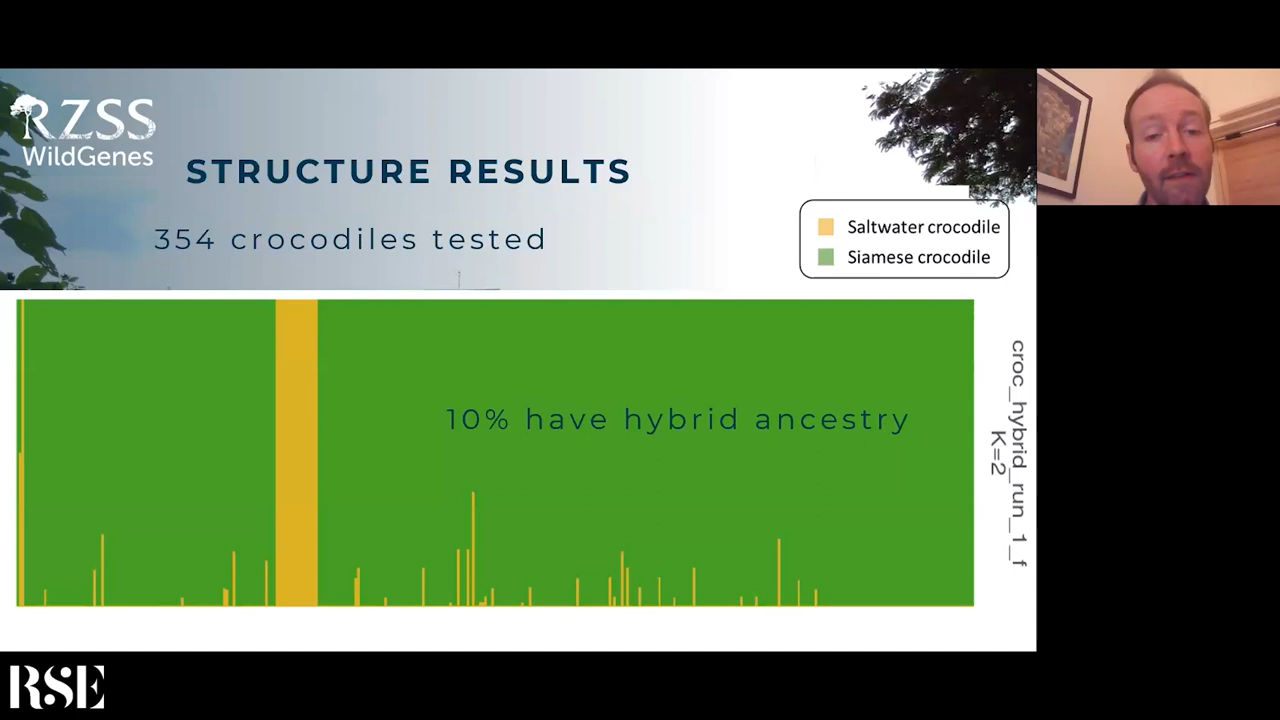 RZSS
WildGenes
STRUCTURE RESULTS
354 crocodiles tested
Saltwater crocodile
Siamese crocodile
10% have hybrid ancestry
croc_hybrid_run_1_f
K=2
RSE